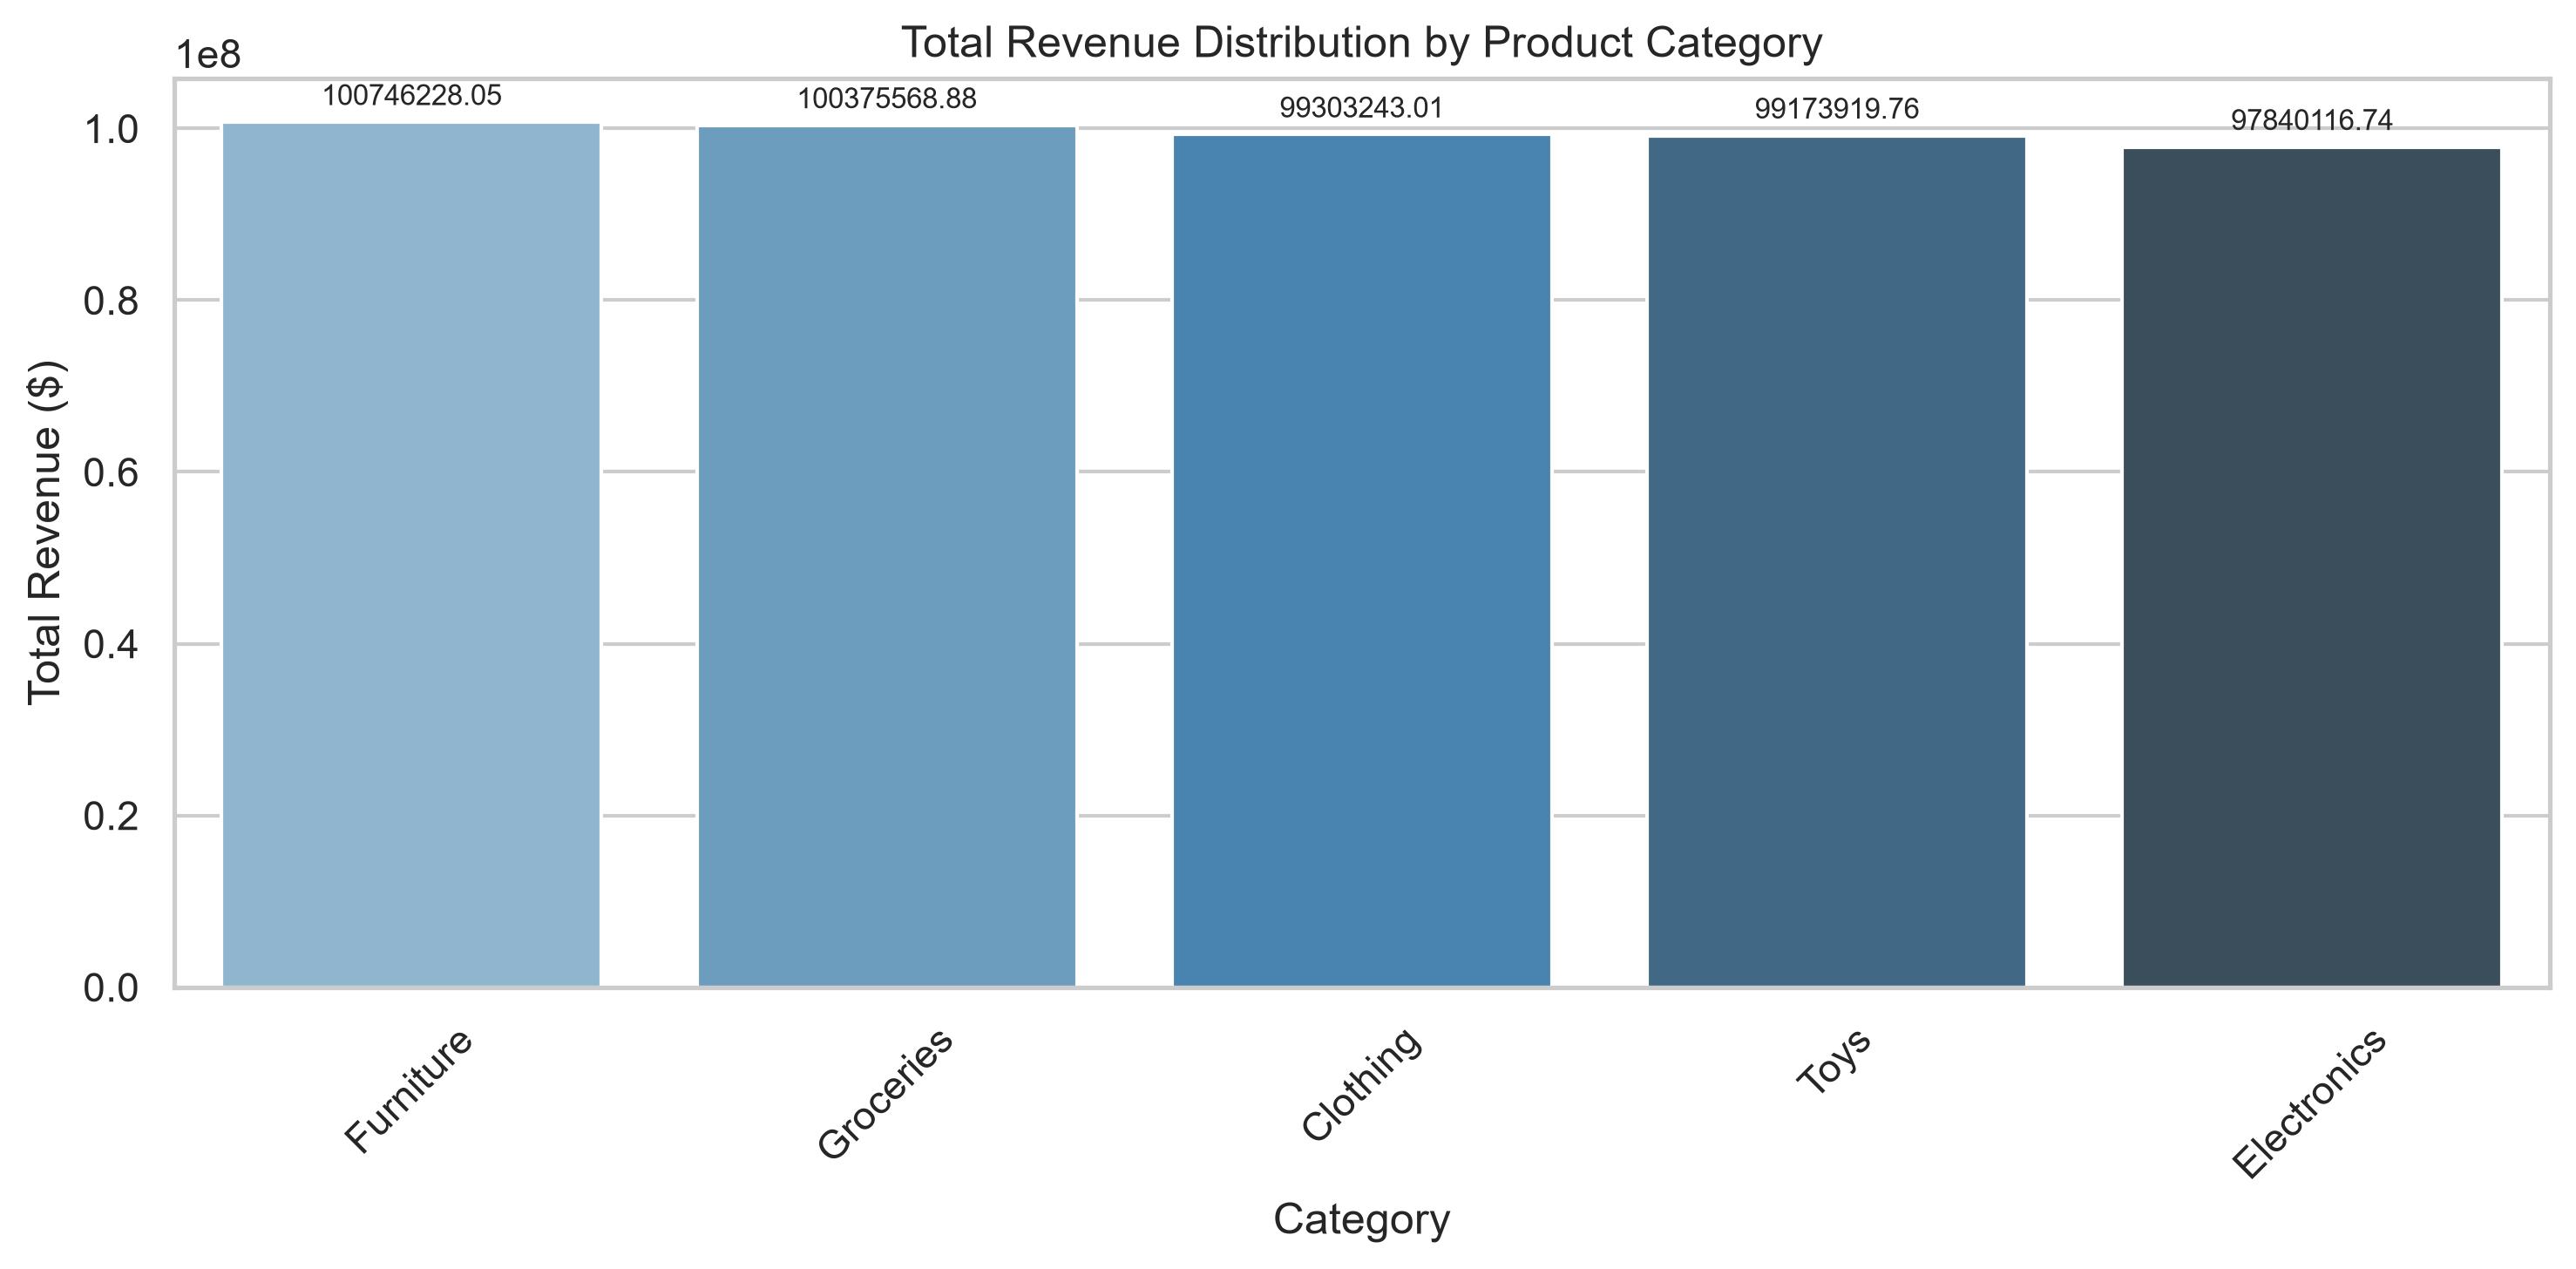 Total Revenue Distribution by Product Category
1e8
100746228.05
100375568.88
99303243.01
99173919.76
97840116.74
1.0
0.8
0.6
0.4
0.2
0.0
Total Revenue ($)
Furniture
Groceries
Clothing
Toys
Electronics
Category